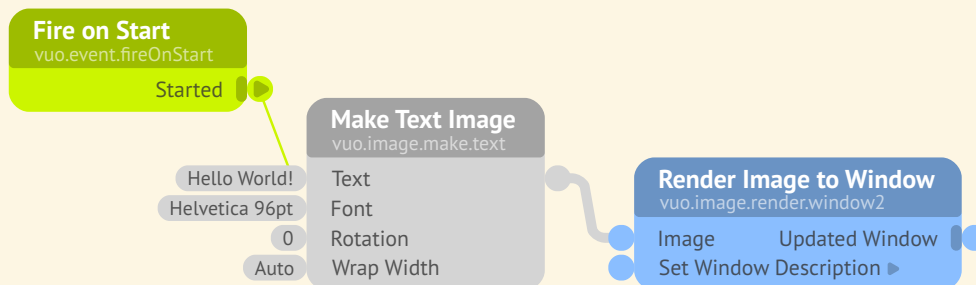 Fire on Start
vuo.event.fireOnStart
Started
Make Text Image
vuo.image.make.text
Hello World! Text
Helvetica 96pt Font
0 Rotation
Auto Wrap Width
Render Image to Window
vuo.image.render.window2
Image Updated Window
Set Window Description